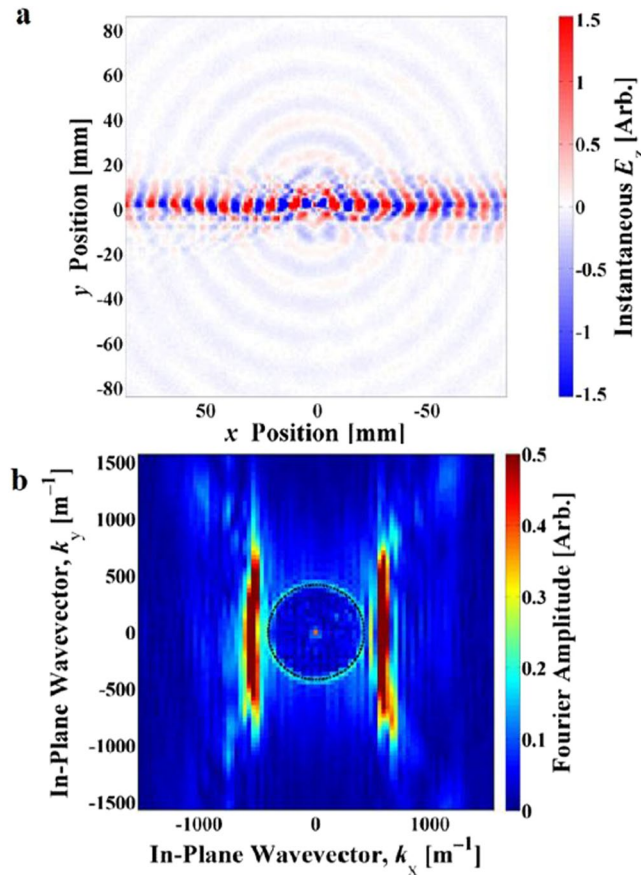 a
80
60
40
20
0
-20
-40
-60
-80
y Position [mm]
50 0 -50
x Position [mm]
1.5
1
0.5
0
-0.5
-1
-1.5
Instantaneous E_z [Arb.]
b
1500
1000
500
0
-500
-1000
-1500
In-Plane Wavevector, k_y [m⁻¹]
-1000 0 1000
In-Plane Wavevector, k_x [m⁻¹]
0.5
0.4
0.3
0.2
0.1
0
Fourier Amplitude [Arb.]